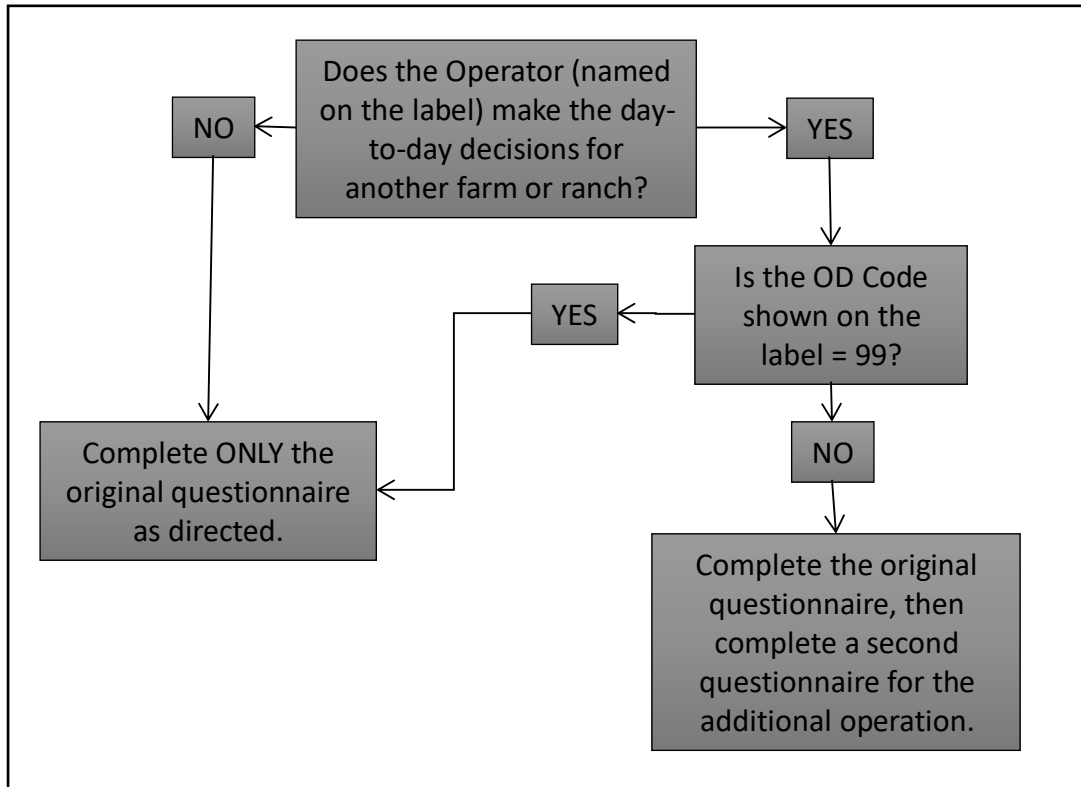 Does the Operator (named
on the label) make the day-
to-day decisions for
another farm or ranch?
NO
YES
Is the OD Code
shown on the
label = 99?
YES
NO
Complete ONLY the
original questionnaire
as directed.
Complete the original
questionnaire, then
complete a second
questionnaire for the
additional operation.